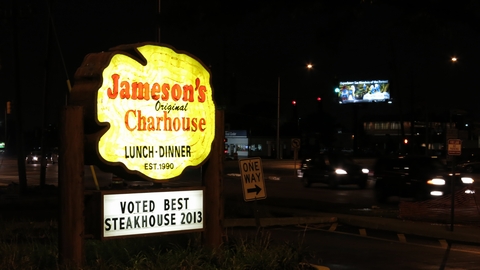 Jameson's
Original
Charhouse
LUNCH-DINNER
EST.1990
VOTED BEST
STEAKHOUSE 2013
ONE
WAY